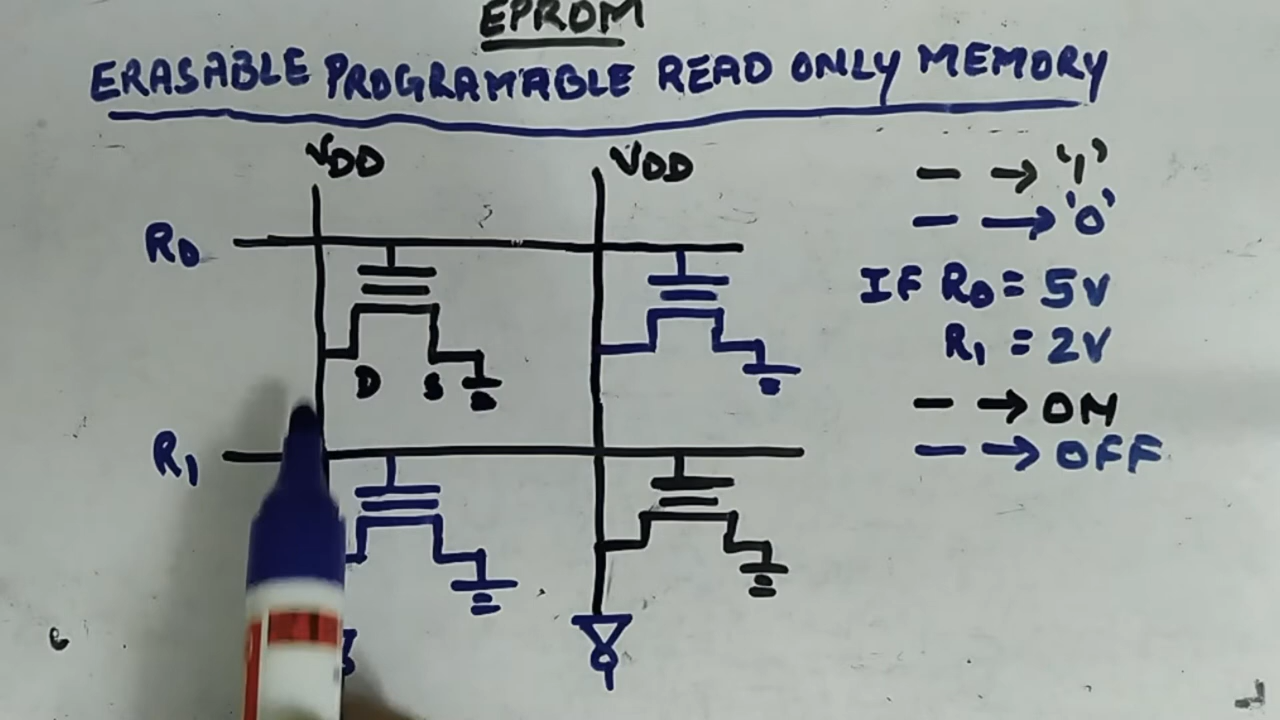 EPROM
ERASABLE PROGRAMABLE READ ONLY MEMORY
VDD VDD
— → '1'
— → '0'
R0
IF R0 = 5V
R1 = 2V
D S
— → ON
R1
— → OFF